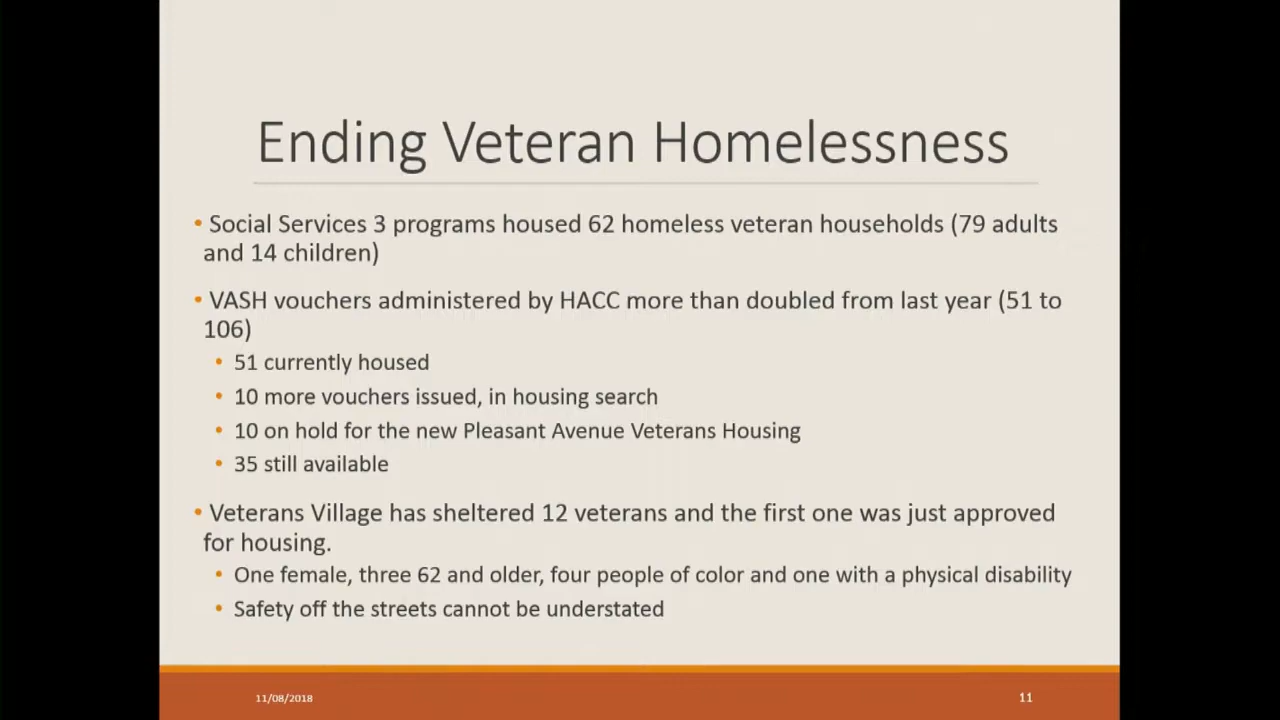 Ending Veteran Homelessness
• Social Services 3 programs housed 62 homeless veteran households (79 adults
and 14 children)
• VASH vouchers administered by HACC more than doubled from last year (51 to
106)
• 51 currently housed
• 10 more vouchers issued, in housing search
• 10 on hold for the new Pleasant Avenue Veterans Housing
• 35 still available
• Veterans Village has sheltered 12 veterans and the first one was just approved
for housing.
• One female, three 62 and older, four people of color and one with a physical disability
• Safety off the streets cannot be understated
11/08/2018
11